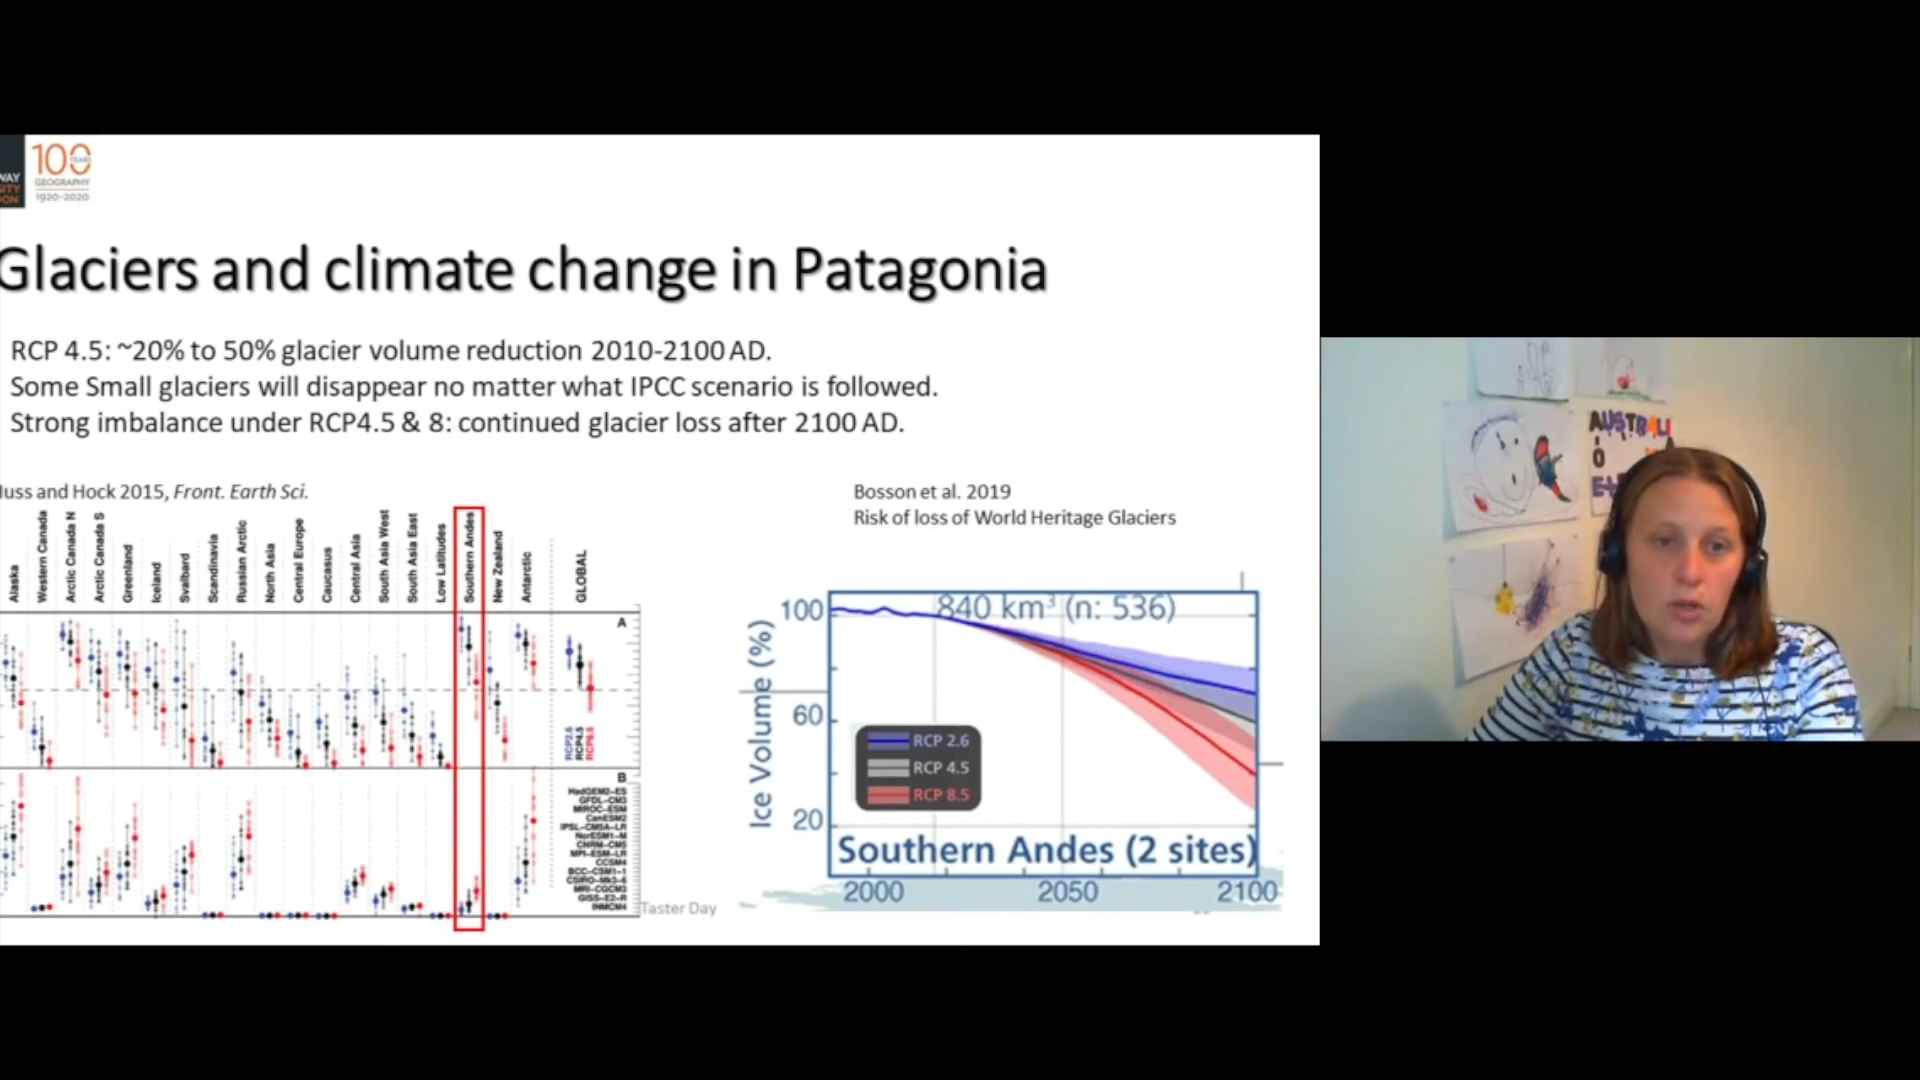 WAY
SITY
ON
100
YEARS
GEOGRAPHY
1920-2020
Glaciers and climate change in Patagonia
RCP 4.5: ~20% to 50% glacier volume reduction 2010-2100 AD.
Some Small glaciers will disappear no matter what IPCC scenario is followed.
Strong imbalance under RCP4.5 & 8: continued glacier loss after 2100 AD.
Huss and Hock 2015, Front. Earth Sci.
Alaska
Western Canada
Arctic Canada N
Arctic Canada S
Greenland
Iceland
Svalbard
Scandinavia
Russian Arctic
North Asia
Central Europe
Caucasus
Central Asia
South Asia West
South Asia East
Low Latitudes
Southern Andes
New Zealand
Antarctic
GLOBAL
A
RCP2.6
RCP4.5
RCP8.5
B
HadGEM2-ES
GFDL-CM3
MIROC-ESM
CanESM2
IPSL-CM5A-LR
NorESM1-M
CNRM-CM5
MPI-ESM-LR
CCSM4
BCC-CSM1-1
CSIRO-Mk3-6
MRI-CGCM3
GISS-E2-R
INMCM4
Taster Day
Bosson et al. 2019
Risk of loss of World Heritage Glaciers
840 km³ (n: 536)
Ice Volume (%)
100
60
20
RCP 2.6
RCP 4.5
RCP 8.5
Southern Andes (2 sites)
2000 2050 2100
AUSTRALI